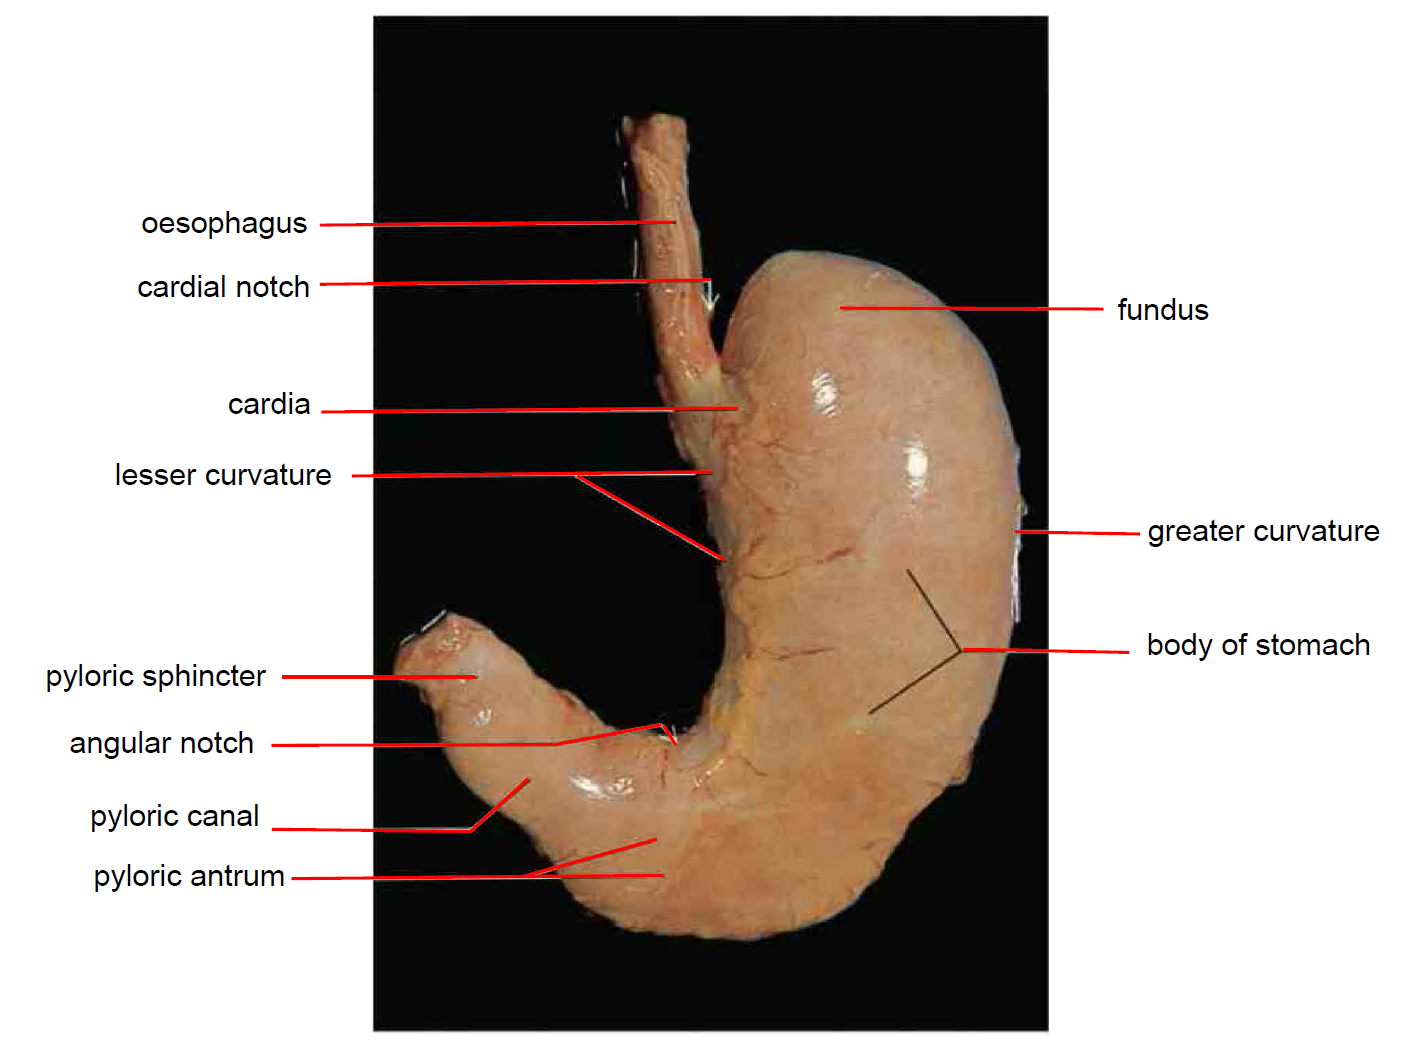 oesophagus
cardial notch
fundus
cardia
lesser curvature
greater curvature
body of stomach
pyloric sphincter
angular notch
pyloric canal
pyloric antrum